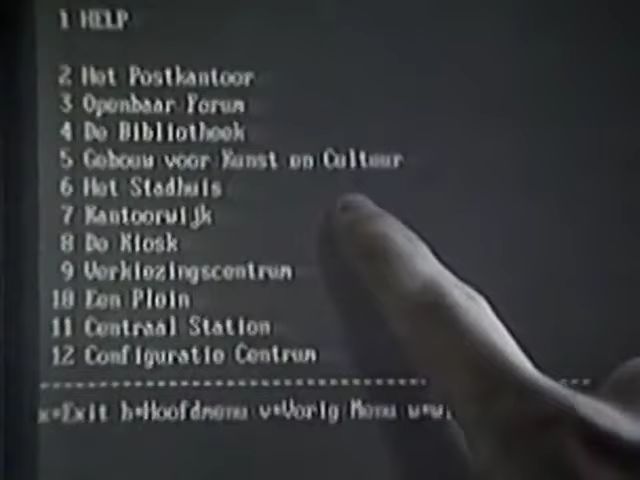 1 HELP
2 Het Postkantoor
3 Openbaar Forum
4 De Bibliotheek
5 Gebouw voor Kunst en Cultuur
6 Het Stadhuis
7 Kantoorwijk
8 De Kiosk
9 Verkiezingscentrum
10 Een Plein
11 Centraal Station
12 Configuratie Centrum
x=Exit h=Hoofdmenu v=Vorig Menu w=w